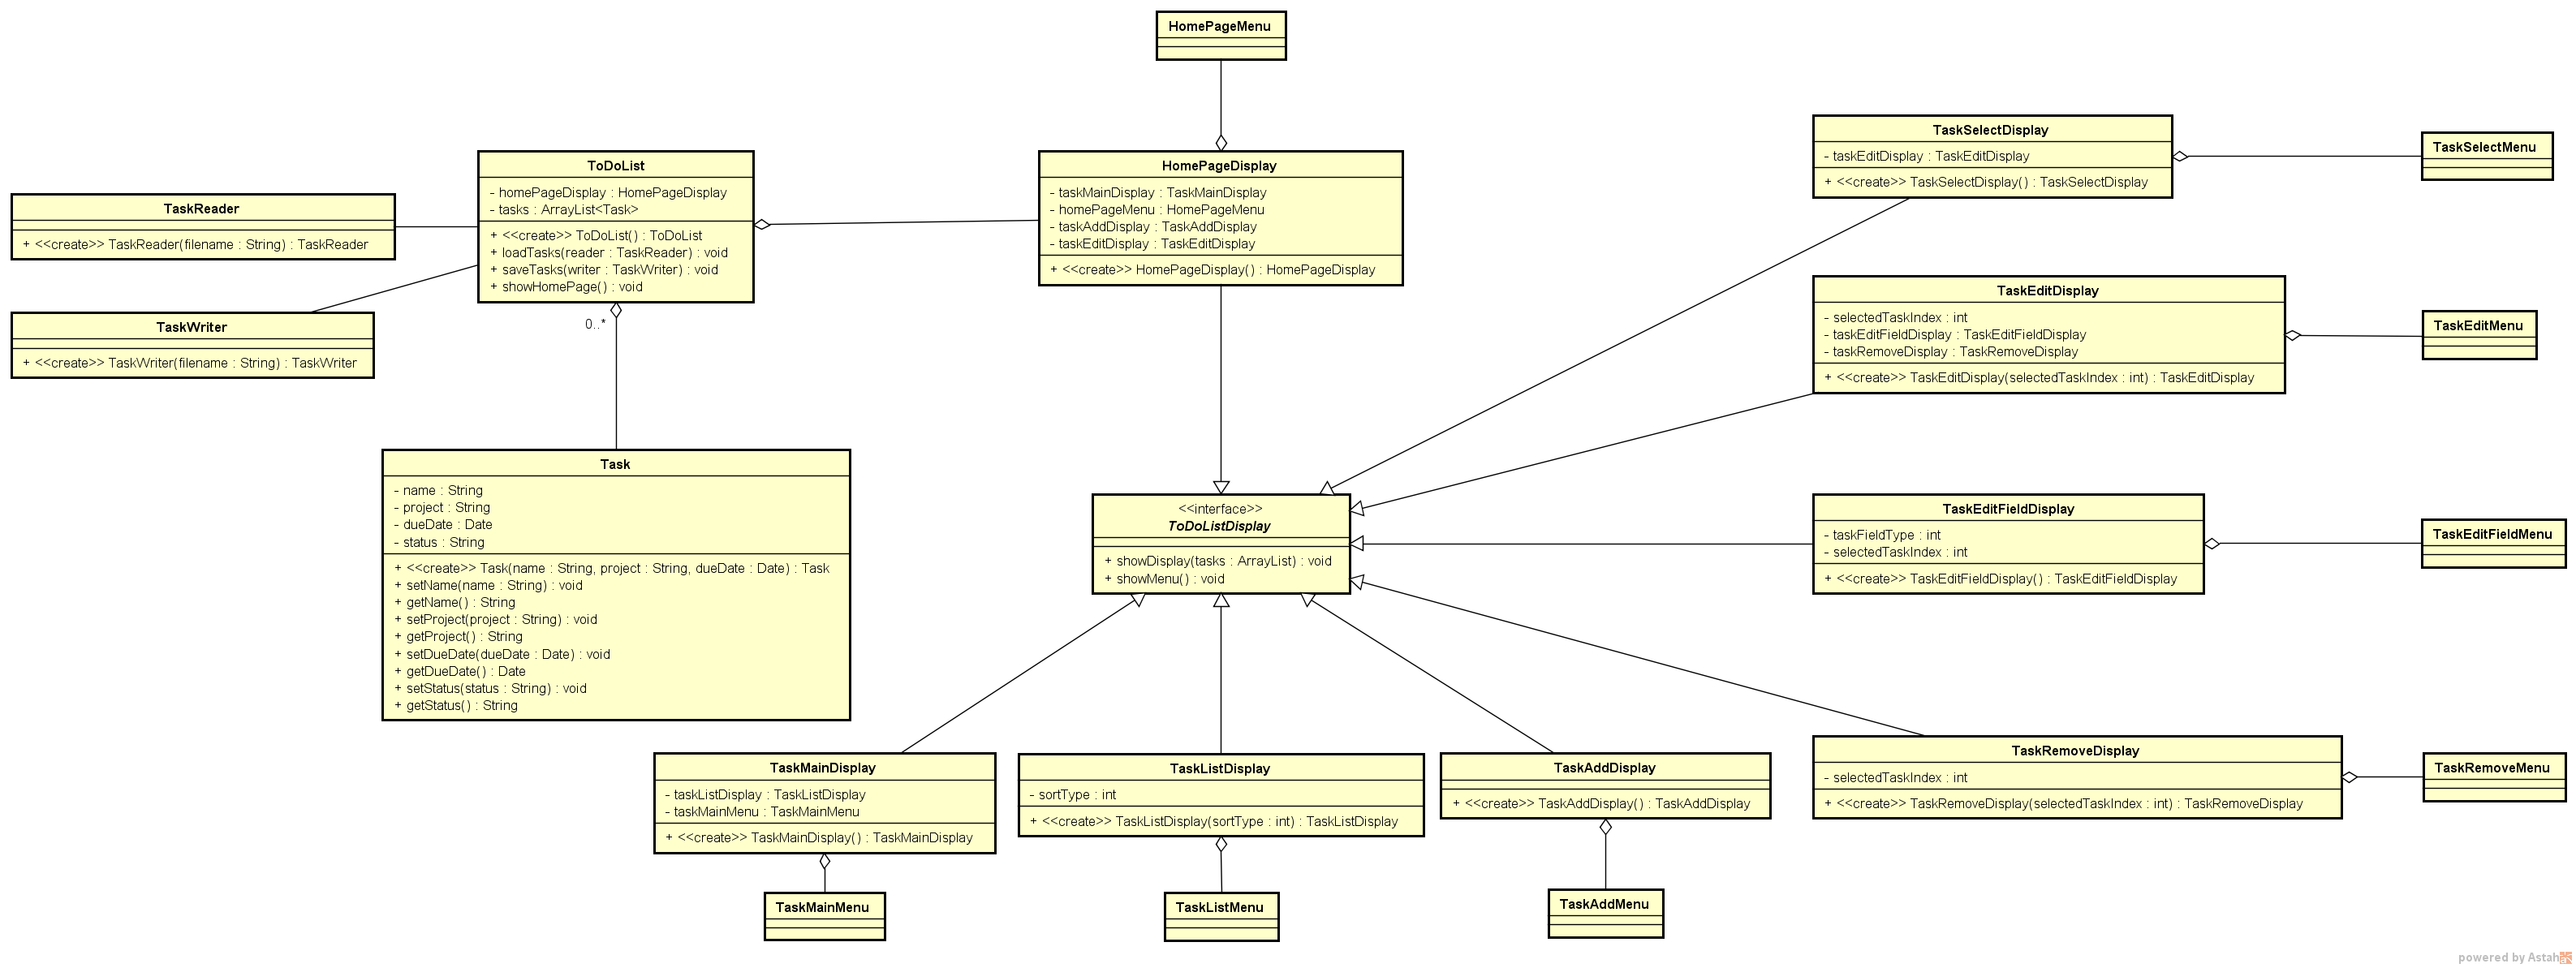 HomePageMenu
TaskSelectDisplay
- taskEditDisplay : TaskEditDisplay
+ <<create>> TaskSelectDisplay() : TaskSelectDisplay
TaskSelectMenu
ToDoList
- homePageDisplay : HomePageDisplay
- tasks : ArrayList<Task>
+ <<create>> ToDoList() : ToDoList
+ loadTasks(reader : TaskReader) : void
+ saveTasks(writer : TaskWriter) : void
+ showHomePage() : void
HomePageDisplay
- taskMainDisplay : TaskMainDisplay
- homePageMenu : HomePageMenu
- taskAddDisplay : TaskAddDisplay
- taskEditDisplay : TaskEditDisplay
+ <<create>> HomePageDisplay() : HomePageDisplay
TaskReader
+ <<create>> TaskReader(filename : String) : TaskReader
TaskWriter
+ <<create>> TaskWriter(filename : String) : TaskWriter
0..*
TaskEditDisplay
- selectedTaskIndex : int
- taskEditFieldDisplay : TaskEditFieldDisplay
- taskRemoveDisplay : TaskRemoveDisplay
+ <<create>> TaskEditDisplay(selectedTaskIndex : int) : TaskEditDisplay
TaskEditMenu
Task
- name : String
- project : String
- dueDate : Date
- status : String
+ <<create>> Task(name : String, project : String, dueDate : Date) : Task
+ setName(name : String) : void
+ getName() : String
+ setProject(project : String) : void
+ getProject() : String
+ setDueDate(dueDate : Date) : void
+ getDueDate() : Date
+ setStatus(status : String) : void
+ getStatus() : String
<<interface>>
ToDoListDisplay
+ showDisplay(tasks : ArrayList) : void
+ showMenu() : void
TaskEditFieldDisplay
- taskFieldType : int
- selectedTaskIndex : int
+ <<create>> TaskEditFieldDisplay() : TaskEditFieldDisplay
TaskEditFieldMenu
TaskMainDisplay
- taskListDisplay : TaskListDisplay
- taskMainMenu : TaskMainMenu
+ <<create>> TaskMainDisplay() : TaskMainDisplay
TaskListDisplay
- sortType : int
+ <<create>> TaskListDisplay(sortType : int) : TaskListDisplay
TaskAddDisplay
+ <<create>> TaskAddDisplay() : TaskAddDisplay
TaskRemoveDisplay
- selectedTaskIndex : int
+ <<create>> TaskRemoveDisplay(selectedTaskIndex : int) : TaskRemoveDisplay
TaskRemoveMenu
TaskMainMenu
TaskListMenu
TaskAddMenu
powered by Astah